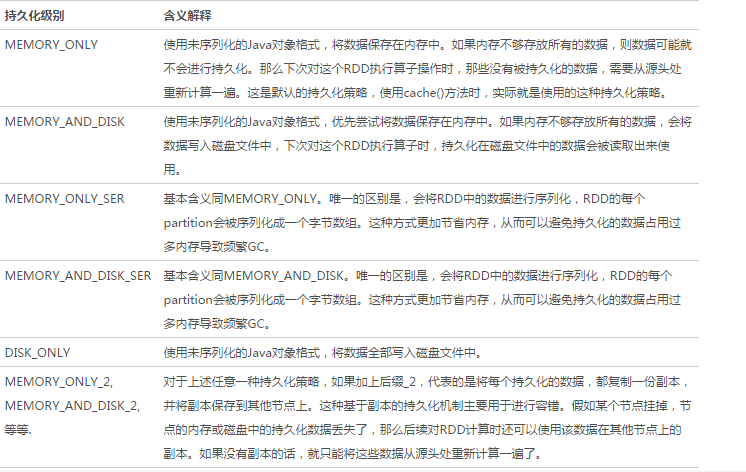 持久化级别 含义解释
MEMORY_ONLY 使用未序列化的Java对象格式，将数据保存在内存中。如果内存不够存放所有的数据，则数据可能就
不会进行持久化。那么下次对这个RDD执行算子操作时，那些没有被持久化的数据，需要从源头处
重新计算一遍。这是默认的持久化策略，使用cache()方法时，实际就是使用的这种持久化策略。
MEMORY_AND_DISK 使用未序列化的Java对象格式，优先尝试将数据保存在内存中。如果内存不够存放所有的数据，会将
数据写入磁盘文件中，下次对这个RDD执行算子时，持久化在磁盘文件中的数据会被读取出来使
用。
MEMORY_ONLY_SER 基本含义同MEMORY_ONLY。唯一的区别是，会将RDD中的数据进行序列化，RDD的每个
partition会被序列化成一个字节数组。这种方式更加节省内存，从而可以避免持久化的数据占用过
多内存导致频繁GC。
MEMORY_AND_DISK_SER 基本含义同MEMORY_AND_DISK。唯一的区别是，会将RDD中的数据进行序列化，RDD的每个
partition会被序列化成一个字节数组。这种方式更加节省内存，从而可以避免持久化的数据占用过
多内存导致频繁GC。
DISK_ONLY 使用未序列化的Java对象格式，将数据全部写入磁盘文件中。
MEMORY_ONLY_2, 对于上述任意一种持久化策略，如果加上后缀_2，代表的是将每个持久化的数据，都复制一份副本，
MEMORY_AND_DISK_2, 并将副本保存到其他节点上。这种基于副本的持久化机制主要用于进行容错。假如某个节点挂掉，节
等等. 点的内存或磁盘中的持久化数据丢失了，那么后续对RDD计算时还可以使用该数据在其他节点上的
副本。如果没有副本的话，就只能将这些数据从源头处重新计算一遍了。